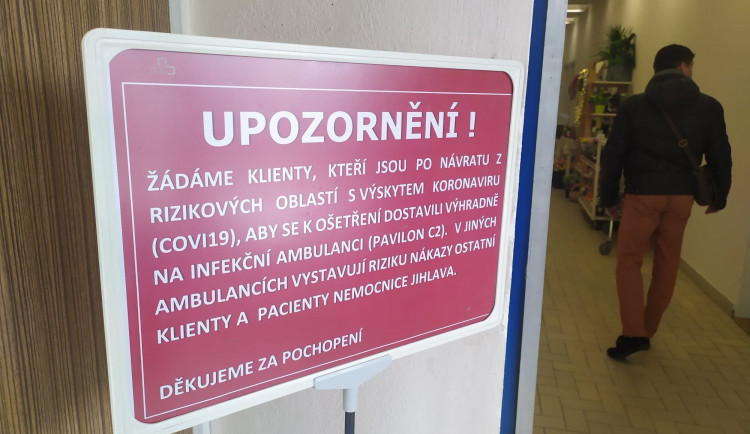 UPOZORNĚNÍ !
ŽÁDÁME KLIENTY, KTEŘÍ JSOU PO NÁVRATU Z
RIZIKOVÝCH OBLASTÍ S VÝSKYTEM KORONAVIRU
(COVI19), ABY SE K OŠETŘENÍ DOSTAVILI VÝHRADNĚ
NA INFEKČNÍ AMBULANCI (PAVILON C2). V JINÝCH
AMBULANCÍCH VYSTAVUJÍ RIZIKU NÁKAZY OSTATNÍ
KLIENTY A PACIENTY NEMOCNICE JIHLAVA.
DĚKUJEME ZA POCHOPENÍ